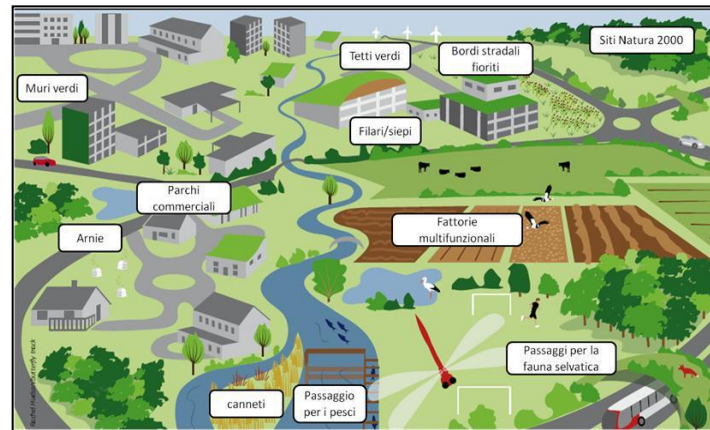 Tetti verdi
Bordi stradali
fioriti
Siti Natura 2000
Muri verdi
Filari/siepi
Parchi
commerciali
Arnie
Fattorie
multifunzionali
Passaggi per la
fauna selvatica
canneti
Passaggio
per i pesci